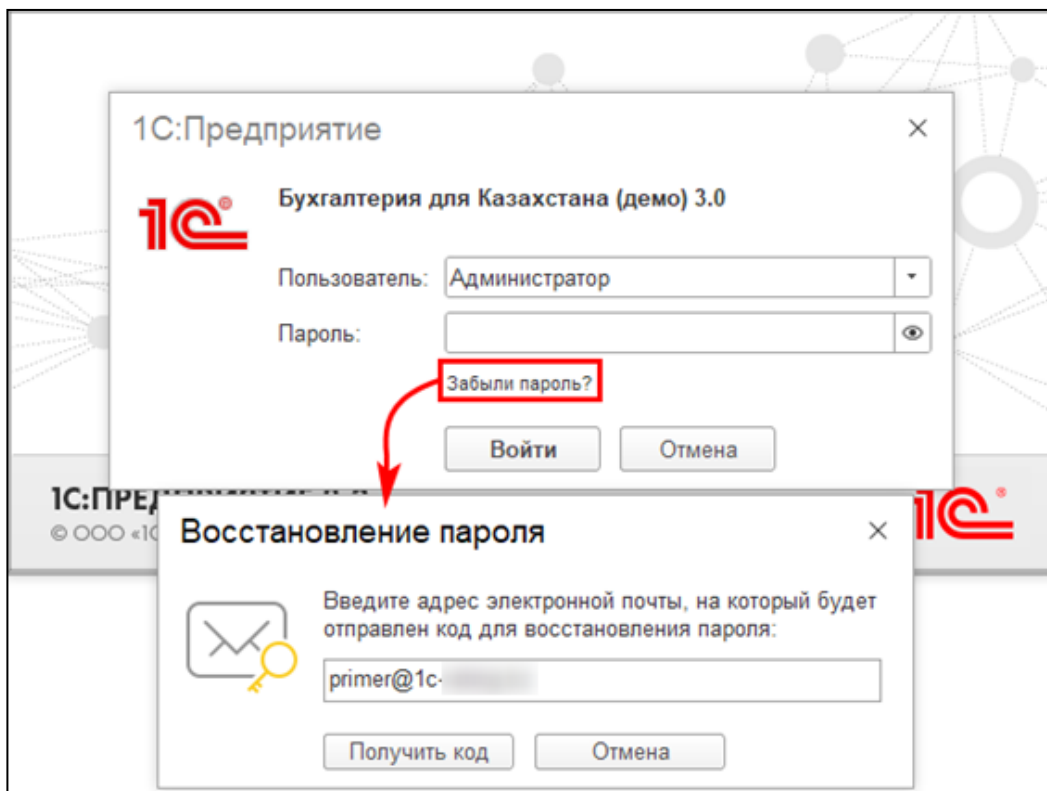 1С:Предприятие
1С®
Бухгалтерия для Казахстана (демо) 3.0
Пользователь: Администратор
Пароль:
Забыли пароль?
Войти Отмена
© ООО «1С
1С®
Восстановление пароля
Введите адрес электронной почты, на который будет
отправлен код для восстановления пароля:
primer@1c-
Получить код Отмена